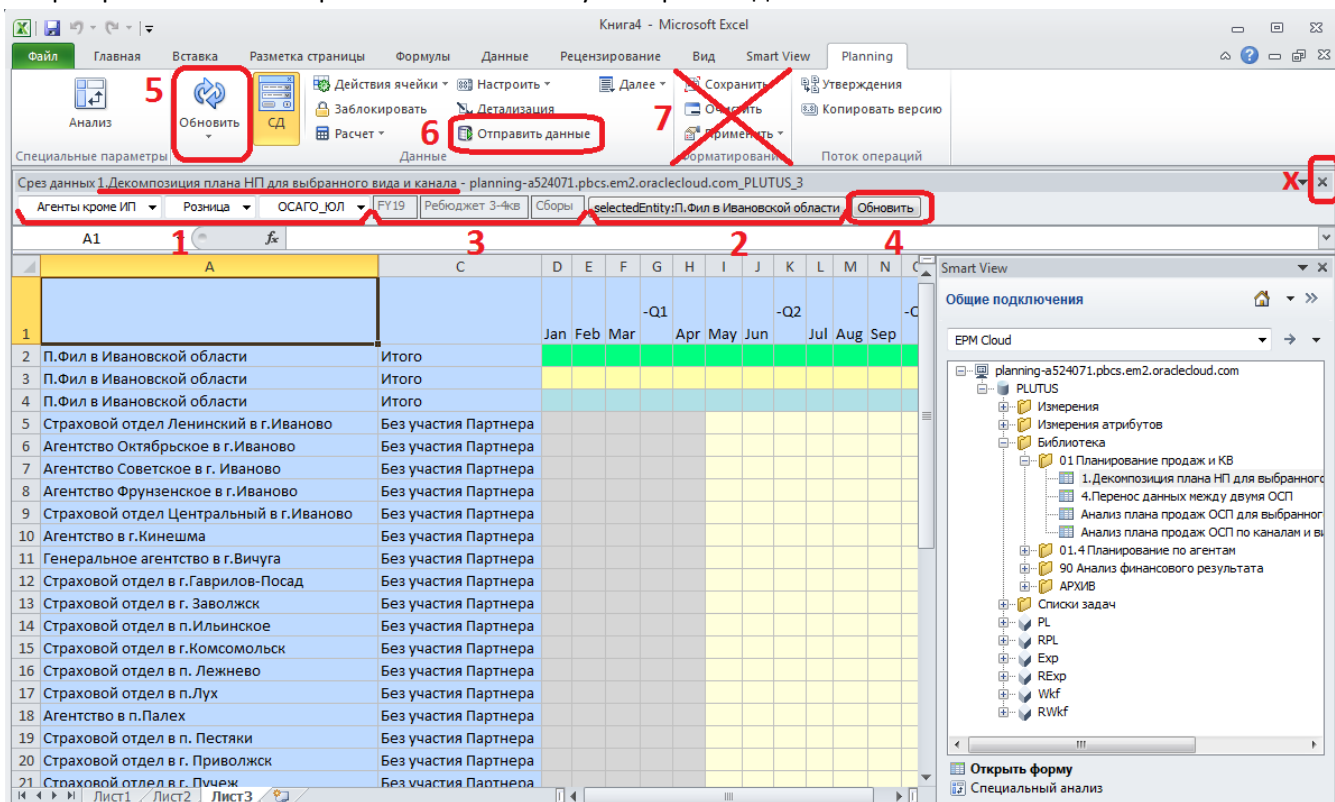 Книга4 - Microsoft Excel
Файл Главная Вставка Разметка страницы Формулы Данные Рецензирование Вид Smart View Planning
Анализ
5
Обновить
СД
Действия ячейки
Заблокировать
Расчет
Настроить
Детализация
6 Отправить данные
Далее
7
Сохранить
Очистить
Применить
Утверждения
Копировать версию
Специальные параметры Данные Форматирование Поток операций
Срез данных 1.Декомпозиция плана НП для выбранного вида и канала - planning-a524071.pbcs.em2.oraclecloud.com_PLUTUS_3
X
Агенты кроме ИП Розница ОСАГО_ЮЛ FY19 Ребюджет 3-4кв Сборы selectedEntity:П.Фил в Ивановской области Обновить
A1 1 fx 3 2 4
A C D E F G H I J K L M N
1 Jan Feb Mar -Q1 Apr May Jun -Q2 Jul Aug Sep
2 П.Фил в Ивановской области Итого
3 П.Фил в Ивановской области Итого
4 П.Фил в Ивановской области Итого
5 Страховой отдел Ленинский в г.Иваново Без участия Партнера
6 Агентство Октябрьское в г.Иваново Без участия Партнера
7 Агентство Советское в г. Иваново Без участия Партнера
8 Агентство Фрунзенское в г.Иваново Без участия Партнера
9 Страховой отдел Центральный в г.Иваново Без участия Партнера
10 Агентство в г.Кинешма Без участия Партнера
11 Генеральное агентство в г.Вичуга Без участия Партнера
12 Страховой отдел в г.Гаврилов-Посад Без участия Партнера
13 Страховой отдел в г. Заволжск Без участия Партнера
14 Страховой отдел в п.Ильинское Без участия Партнера
15 Страховой отдел в г.Комсомольск Без участия Партнера
16 Страховой отдел в п. Лежнево Без участия Партнера
17 Страховой отдел в п.Лух Без участия Партнера
18 Агентство в п.Палех Без участия Партнера
19 Страховой отдел в п. Пестяки Без участия Партнера
20 Страховой отдел в г. Приволжск Без участия Партнера
21 Страховой отдел в г. Пучеж Без участия Партнера
Лист1 Лист2 Лист3
Smart View
Общие подключения
EPM Cloud
planning-a524071.pbcs.em2.oraclecloud.com
PLUTUS
Измерения
Измерения атрибутов
Библиотека
01 Планирование продаж и КВ
1.Декомпозиция плана НП для выбранного
4.Перенос данных между двумя ОСП
Анализ плана продаж ОСП для выбранног
Анализ плана продаж ОСП по каналам и ви
01.4 Планирование по агентам
90 Анализ финансового результата
АРХИВ
Списки задач
PL
RPL
Exp
RExp
Wkf
RWkf
Открыть форму
Специальный анализ